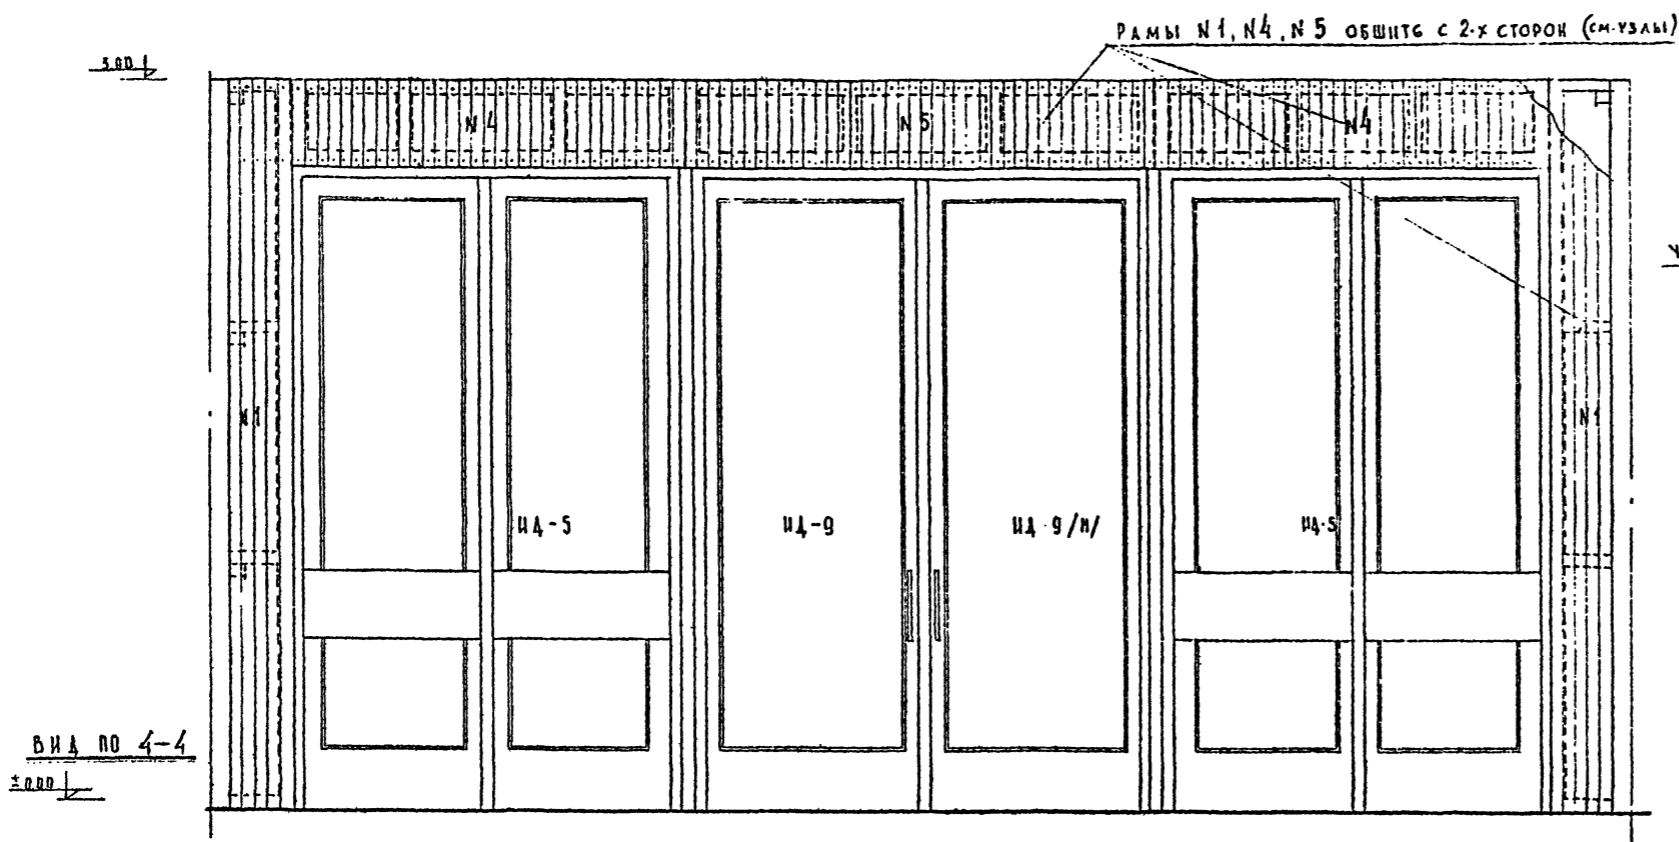 РАМЫ N1, N4, N5 ОБШИТЬ С 2-Х СТОРОН (СМ. УЗЛЫ)
3.00
N4
N5
N4
N1
N1
ИД-5
ИД-9
ИД-9/П/
ИД-5
ВИД ПО 4-4
±0.00